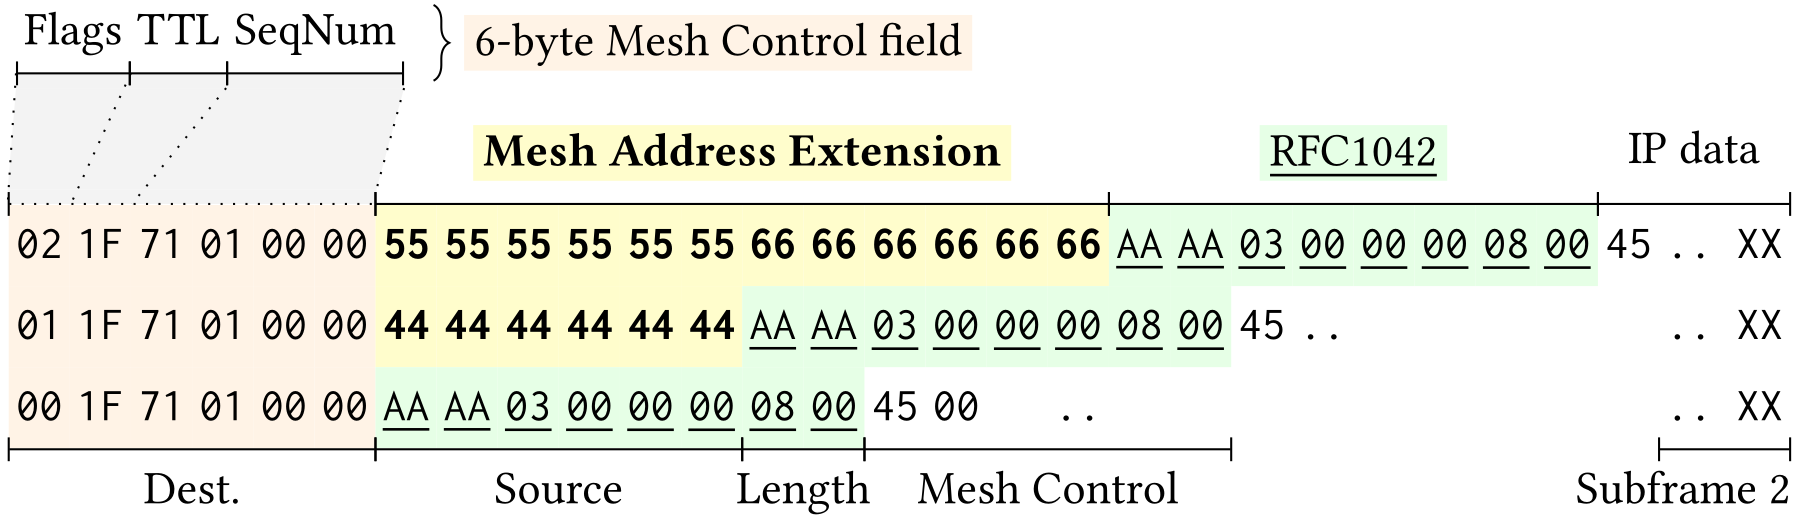 Flags TTL SeqNum } 6-byte Mesh Control field
Mesh Address Extension RFC1042 IP data
02 1F 71 01 00 00 55 55 55 55 55 55 66 66 66 66 66 66 AA AA 03 00 00 00 08 00 45 .. XX
01 1F 71 01 00 00 44 44 44 44 44 44 AA AA 03 00 00 00 08 00 45 .. .. XX
00 1F 71 01 00 00 AA AA 03 00 00 00 08 00 45 00 .. .. XX
Dest. Source Length Mesh Control Subframe 2